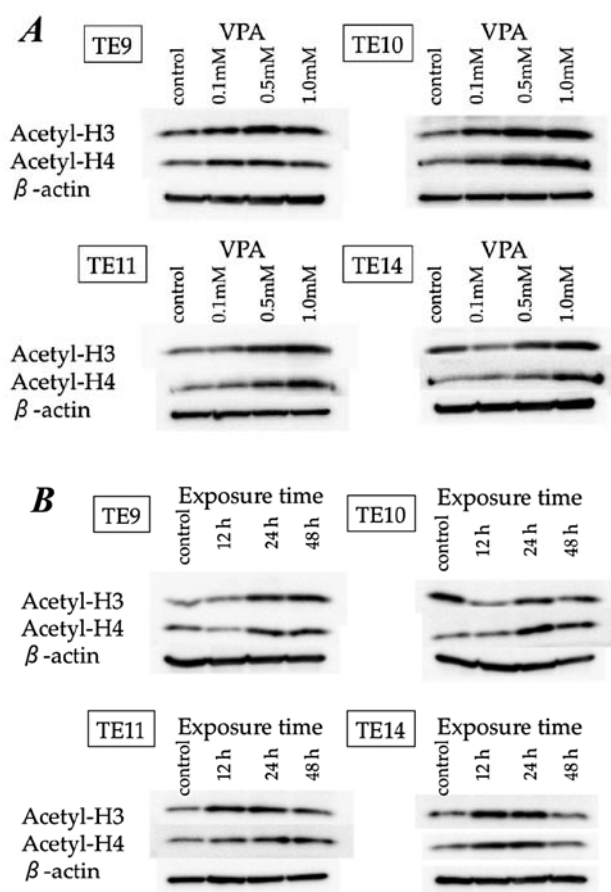 A
TE9
VPA
control
0.1mM
0.5mM
1.0mM
TE10
VPA
control
0.1mM
0.5mM
1.0mM
Acetyl-H3
Acetyl-H4
β-actin
TE11
VPA
control
0.1mM
0.5mM
1.0mM
TE14
VPA
control
0.1mM
0.5mM
1.0mM
Acetyl-H3
Acetyl-H4
β-actin
B
TE9
Exposure time
control
12 h
24 h
48 h
TE10
Exposure time
control
12 h
24 h
48 h
Acetyl-H3
Acetyl-H4
β-actin
TE11
Exposure time
control
12 h
24 h
48 h
TE14
Exposure time
control
12 h
24 h
48 h
Acetyl-H3
Acetyl-H4
β-actin